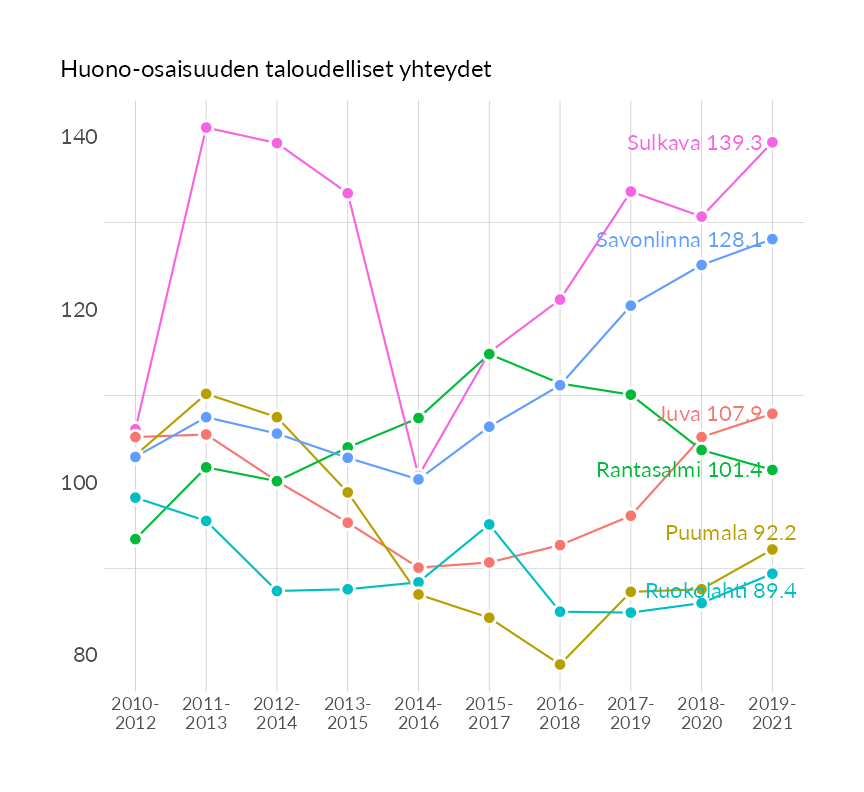 Huono-osaisuuden taloudelliset yhteydet
140
Sulkava 139.3
Savonlinna 128.1
120
Juva 107.9
100
Rantasalmi 101.4
Puumala 92.2
Ruokolahti 89.4
80
2010- 2011- 2012- 2013- 2014- 2015- 2016- 2017- 2018- 2019-
2012 2013 2014 2015 2016 2017 2018 2019 2020 2021